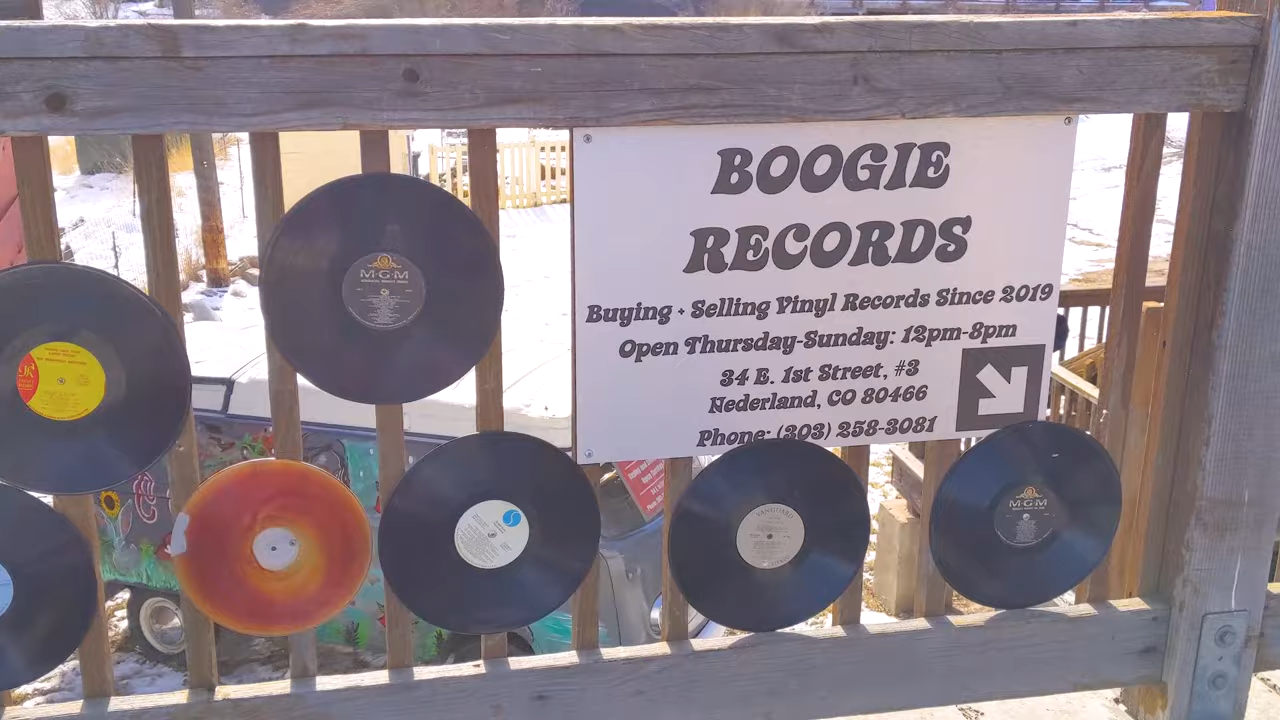 BOOGIE
RECORDS
Buying • Selling Vinyl Records Since 2019
Open Thursday-Sunday: 12pm-8pm
34 E. 1st Street, #3
Nederland, CO 80466
Phone: (303) 258-3081
M-G-M
VANGUARD
M-G-M